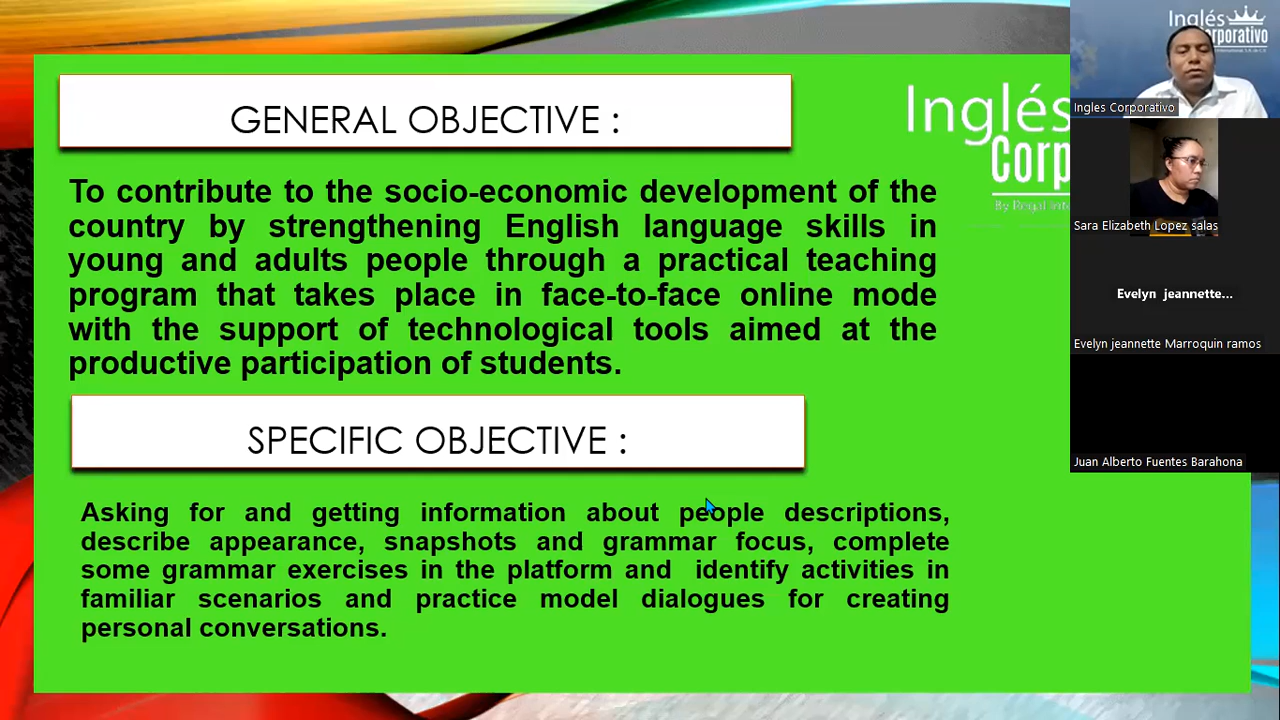 GENERAL OBJECTIVE :
To contribute to the socio-economic development of the
country by strengthening English language skills in
young and adults people through a practical teaching
program that takes place in face-to-face online mode
with the support of technological tools aimed at the
productive participation of students.
SPECIFIC OBJECTIVE :
Asking for and getting information about people descriptions,
describe appearance, snapshots and grammar focus, complete
some grammar exercises in the platform and identify activities in
familiar scenarios and practice model dialogues for creating
personal conversations.
Inglés
Corp
By Regal Inte
Inglés
orporativo
Ingles Corporativo
Sara Elizabeth Lopez salas
Evelyn jeannette...
Evelyn jeannette Marroquin ramos
Juan Alberto Fuentes Barahona